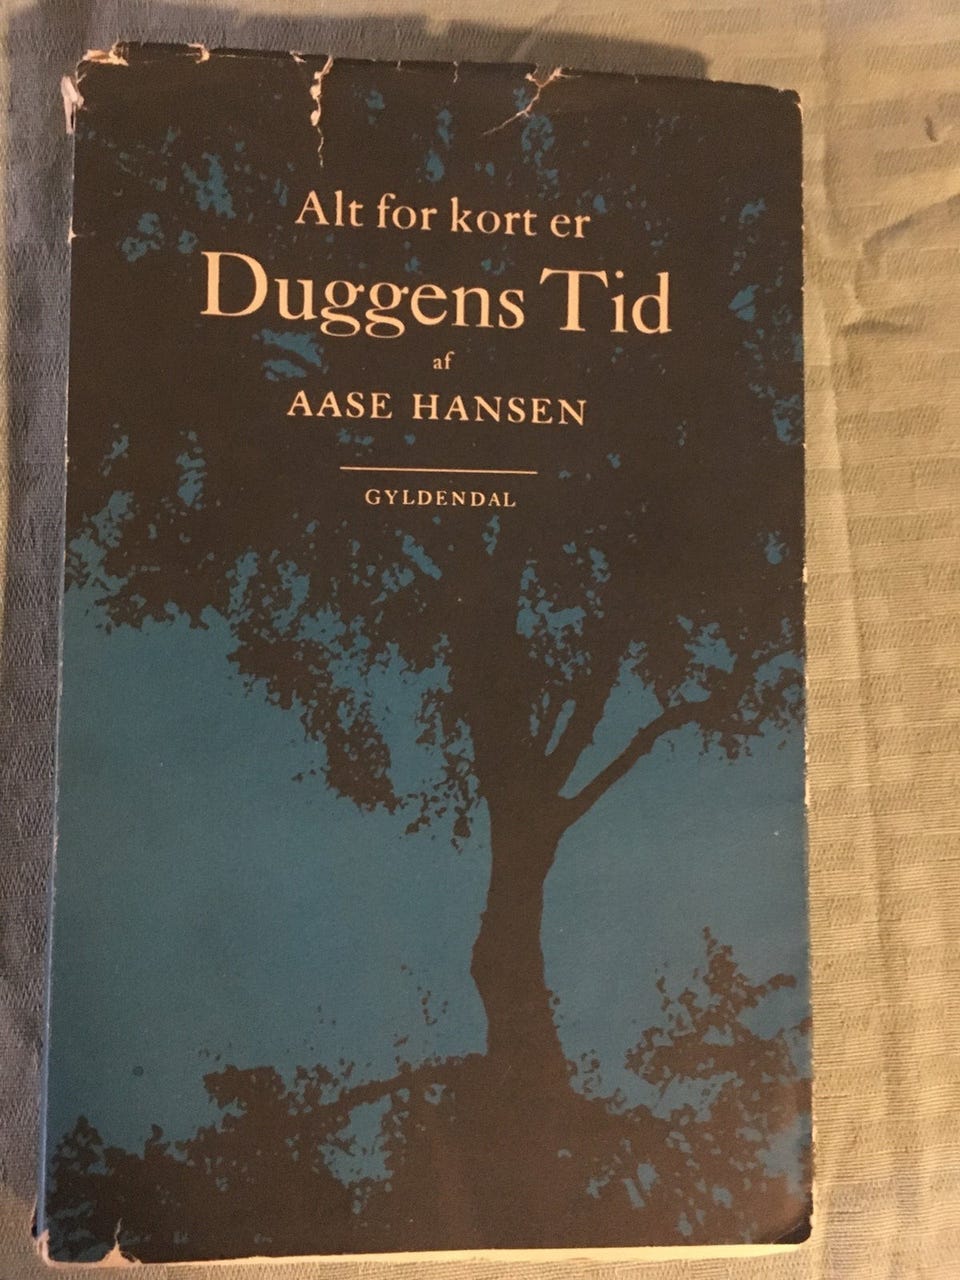 Alt for kort er
Duggens Tid
af
AASE HANSEN
GYLDENDAL